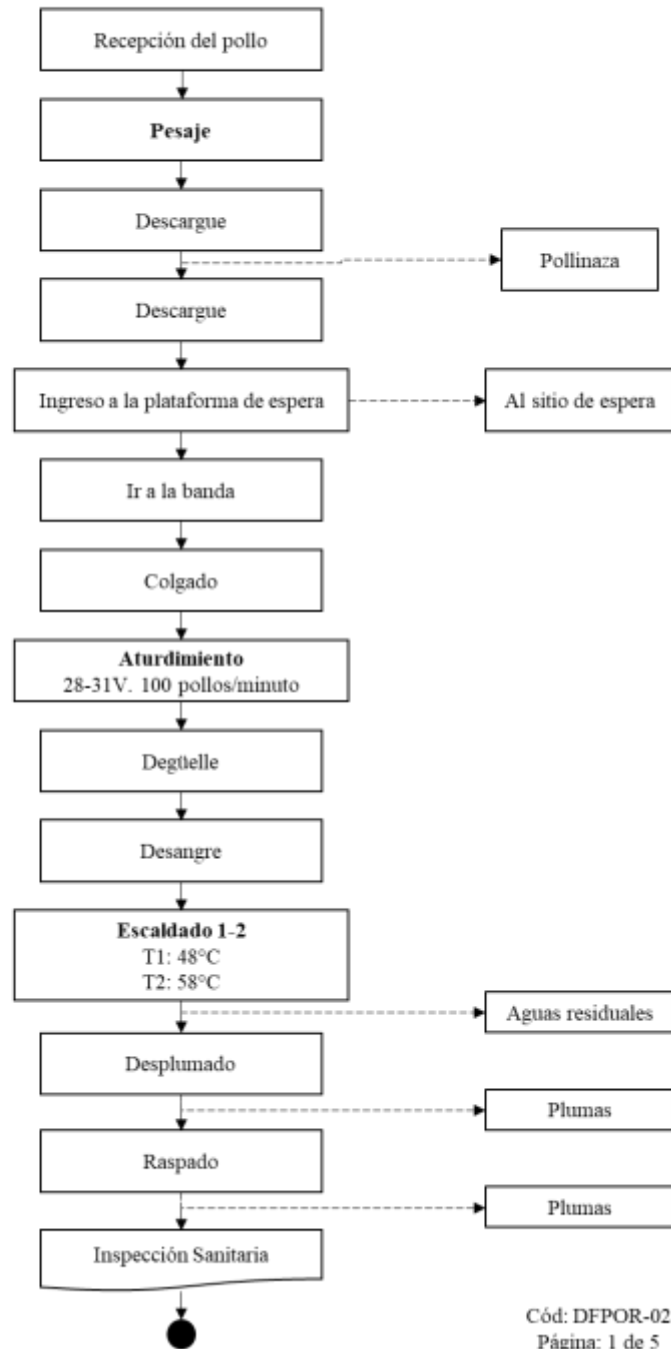 Recepción del pollo
Pesaje
Descargue
Pollinaza
Descargue
Ingreso a la plataforma de espera
Al sitio de espera
Ir a la banda
Colgado
Aturdimiento
28-31V. 100 pollos/minuto
Degüelle
Desangre
Escaldado 1-2
T1: 48°C
T2: 58°C
Aguas residuales
Desplumado
Plumas
Raspado
Plumas
Inspección Sanitaria
Cód: DFPOR-02
Página: 1 de 5